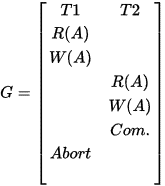 T1 T2
R(A)
W(A)
R(A)
G = W(A)
Com.
Abort